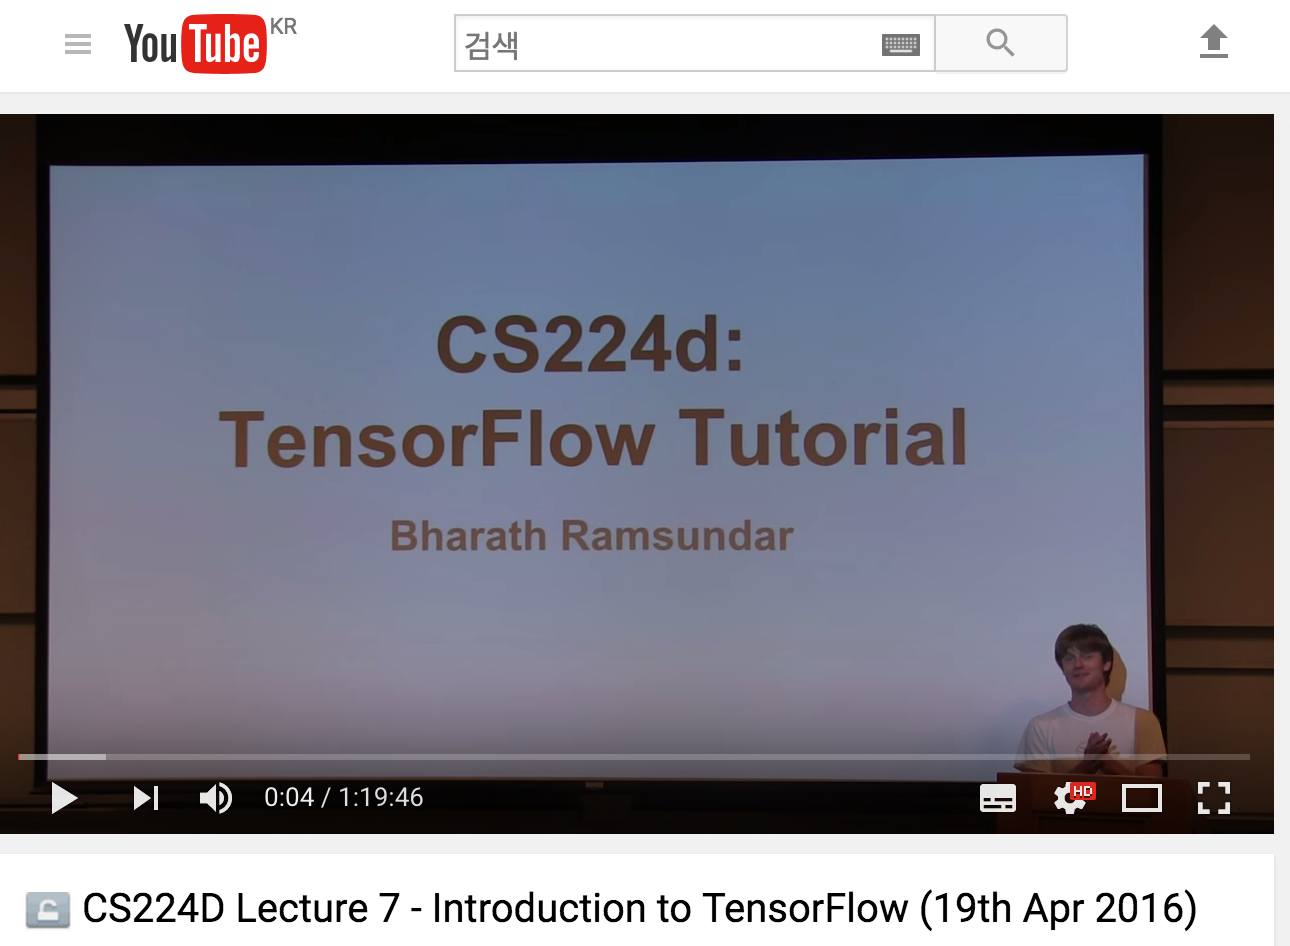 YouTube KR
검색
CS224d:
TensorFlow Tutorial
Bharath Ramsundar
0:04 / 1:19:46
HD
CS224D Lecture 7 - Introduction to TensorFlow (19th Apr 2016)